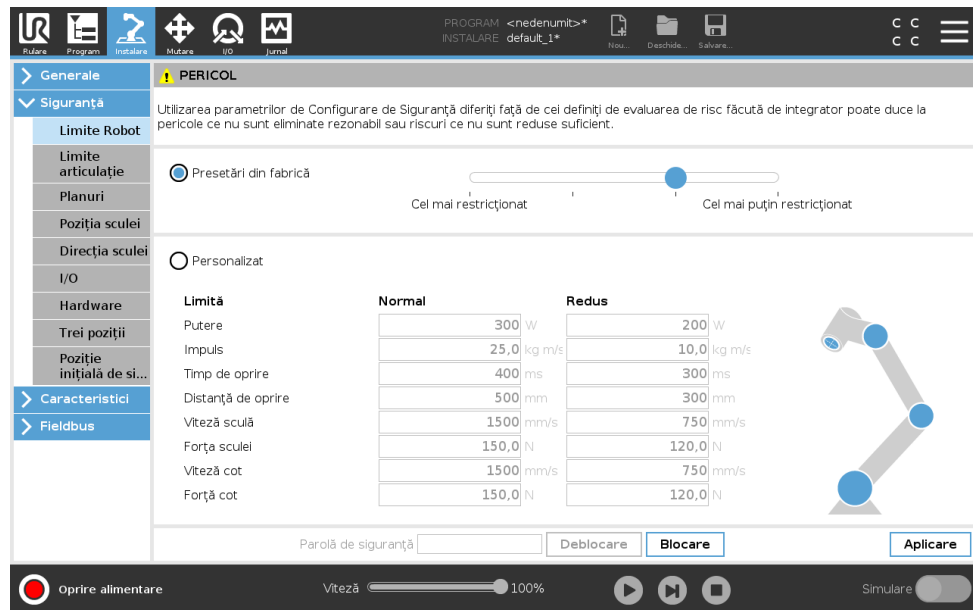 PROGRAM <nedenumit>*
INSTALARE default_1*
UR
Rulare
Program
Instalare
Mutare
I/O
Jurnal
Nou...
Deschide...
Salvare...
C C
C C
Generale
Siguranță
Limite Robot
Limite
articulație
Planuri
Poziția sculei
Direcția sculei
I/O
Hardware
Trei poziții
Poziție
inițială de si...
Caracteristici
Fieldbus
PERICOL
Utilizarea parametrilor de Configurare de Siguranță diferiți față de cei definiți de evaluarea de risc făcută de integrator poate duce la
pericole ce nu sunt eliminate rezonabil sau riscuri ce nu sunt reduse suficient.
Presetări din fabrică
Cel mai restricționat Cel mai puțin restricționat
Personalizat
Limită Normal Redus
Putere 300 W 200 W
Impuls 25,0 kg m/s 10,0 kg m/s
Timp de oprire 400 ms 300 ms
Distanță de oprire 500 mm 300 mm
Viteză sculă 1500 mm/s 750 mm/s
Forța sculei 150,0 N 120,0 N
Viteză cot 1500 mm/s 750 mm/s
Forță cot 150,0 N 120,0 N
Parolă de siguranță Deblocare Blocare Aplicare
Oprire alimentare Viteză 100% Simulare